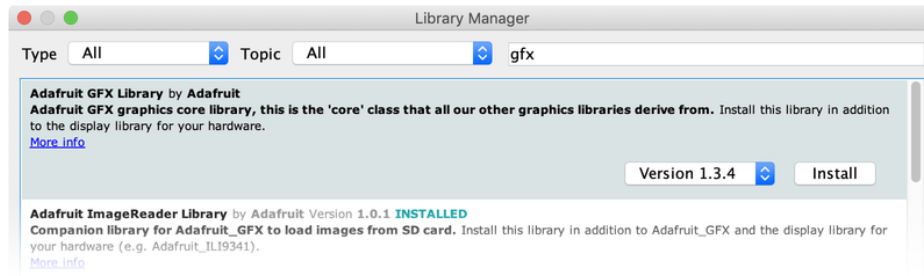 Library Manager
Type All Topic All gfx
Adafruit GFX Library by Adafruit
Adafruit GFX graphics core library, this is the 'core' class that all our other graphics libraries derive from. Install this library in addition
to the display library for your hardware.
More info
Version 1.3.4 Install
Adafruit ImageReader Library by Adafruit Version 1.0.1 INSTALLED
Companion library for Adafruit_GFX to load images from SD card. Install this library in addition to Adafruit_GFX and the display library for
your hardware (e.g. Adafruit_ILI9341).
More info